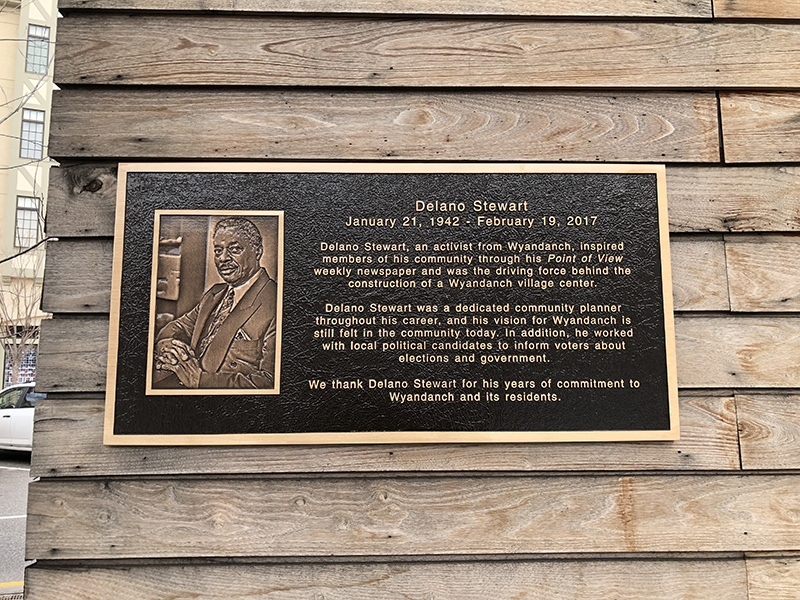 Delano Stewart
January 21, 1942 - February 19, 2017
Delano Stewart, an activist from Wyandanch, inspired
members of his community through his Point of View
weekly newspaper and was the driving force behind the
construction of a Wyandanch village center.
Delano Stewart was a dedicated community planner
throughout his career, and his vision for Wyandanch is
still felt in the community today. In addition, he worked
with local political candidates to inform voters about
elections and government.
We thank Delano Stewart for his years of commitment to
Wyandanch and its residents.